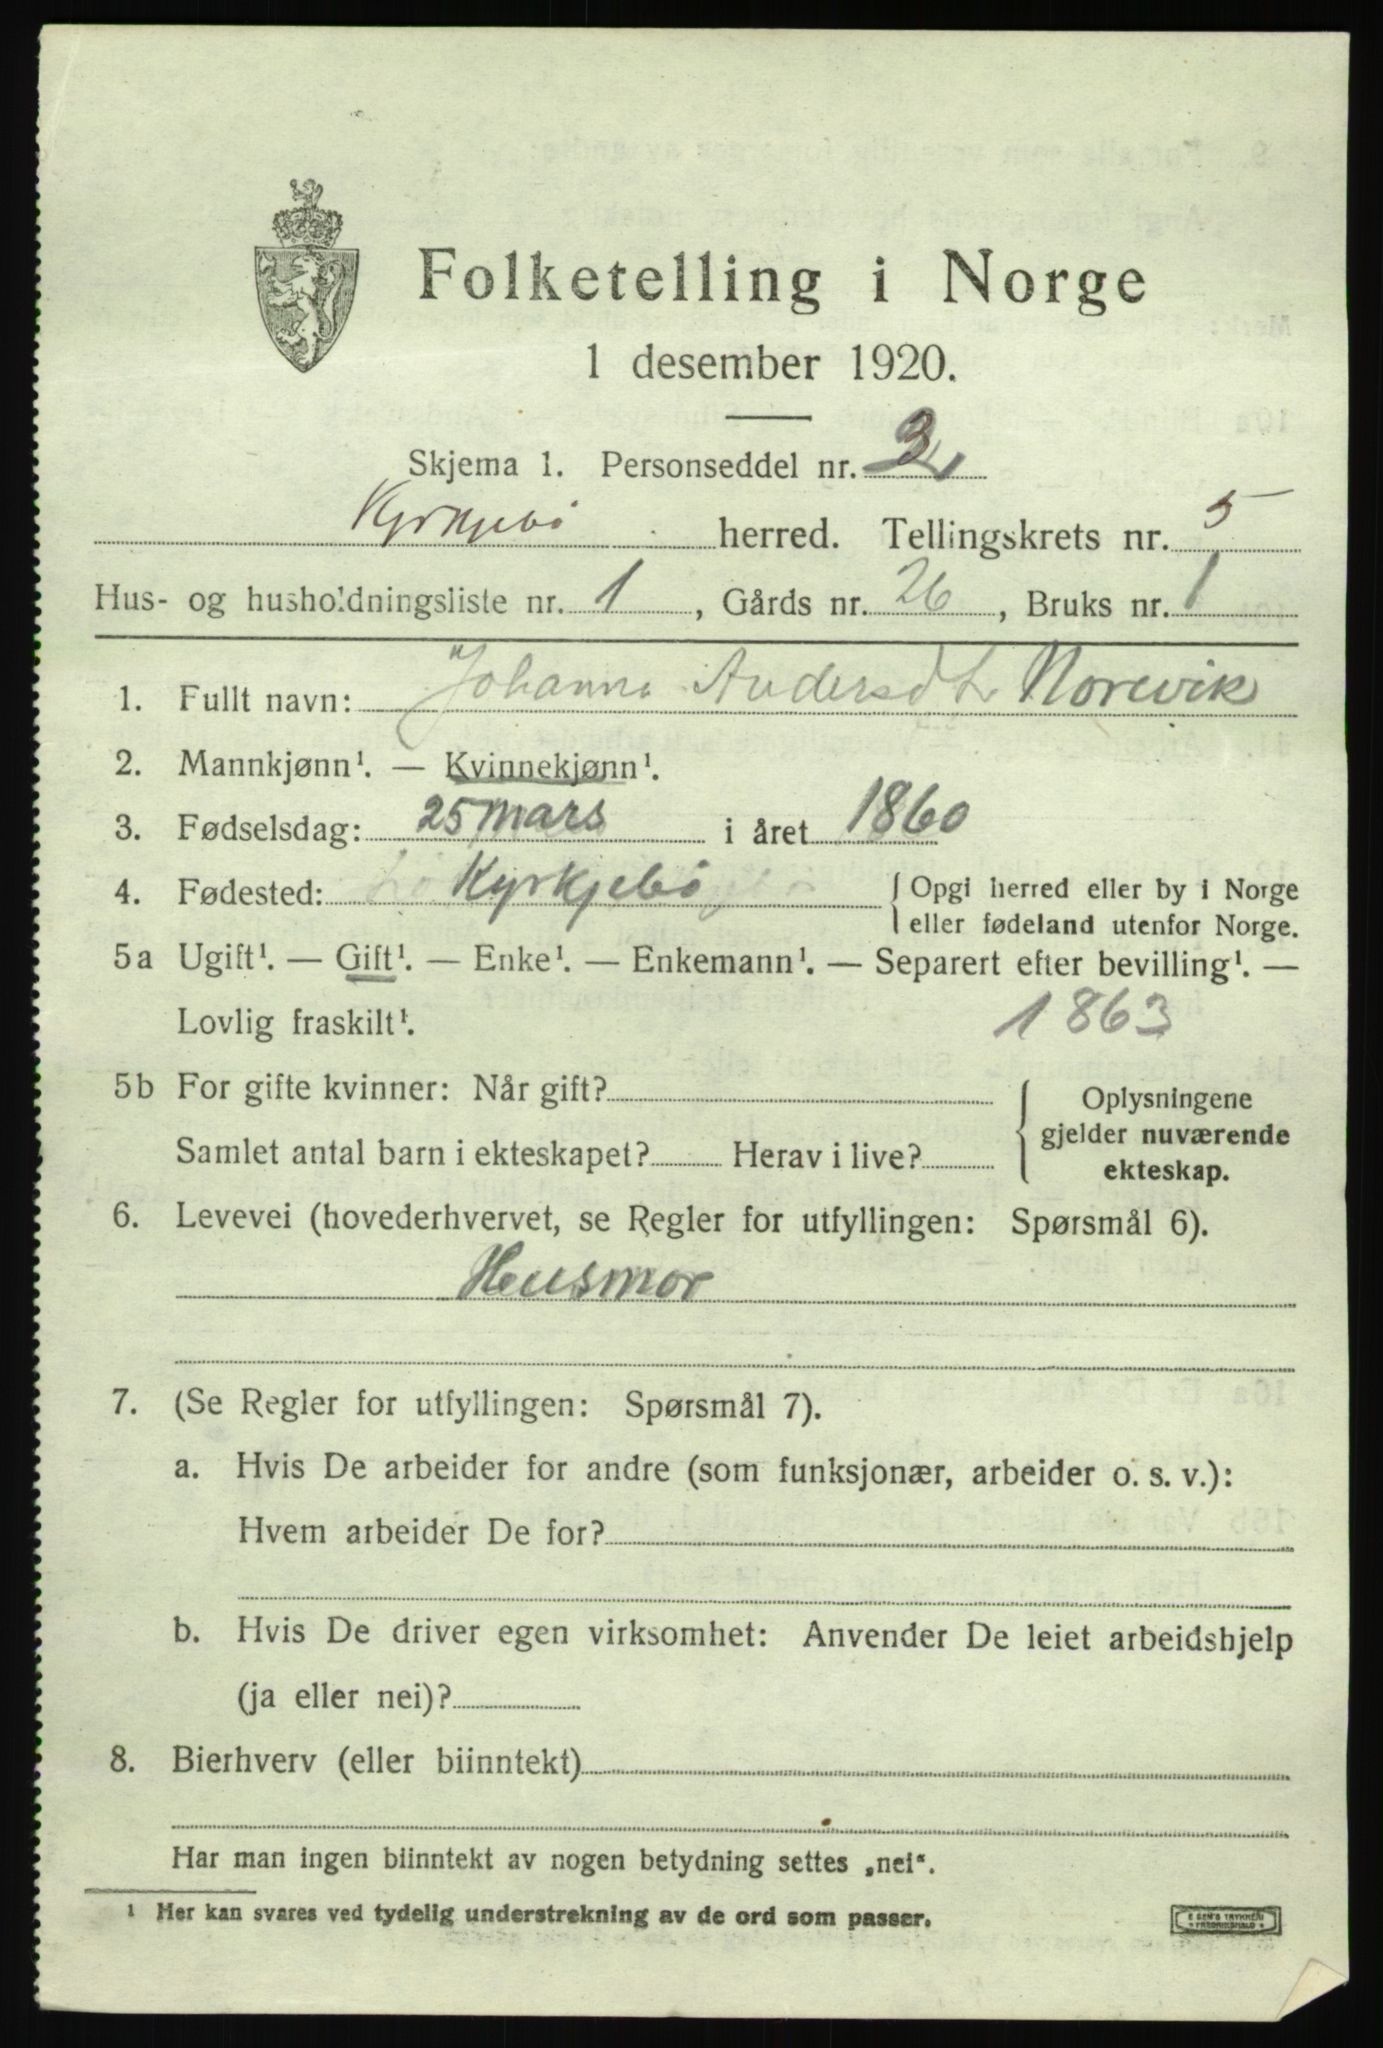 Folketelling i Norge
1 desember 1920.
Skjema 1. Personseddel nr. 3
Kyrkjebö herred. Tellingskrets nr. 5
Hus- og husholdningsliste nr. 1, Gårds nr. 26, Bruks nr. 1
1. Fullt navn: Johanna Andersdtr Norevik
2. Mannkjønn¹. — Kvinnekjønn¹.
3. Fødselsdag: 25 mars i året 1860
4. Fødested: Kyrkjebö { Opgi herred eller by i Norge
eller fødeland utenfor Norge.
5a Ugift¹. — Gift¹. — Enke¹. — Enkemann¹. — Separert efter bevilling¹. —
Lovlig fraskilt¹. 1863
5b For gifte kvinner: Når gift?
Samlet antal barn i ekteskapet? Herav i live?
{ Oplysningene
gjelder nuværende
ekteskap.
6. Levevei (hovederhvervet, se Regler for utfyllingen: Spørsmål 6).
Husmor
7. (Se Regler for utfyllingen: Spørsmål 7).
a. Hvis De arbeider for andre (som funksjonær, arbeider o. s. v.):
Hvem arbeider De for?
b. Hvis De driver egen virksomhet: Anvender De leiet arbeidshjelp
(ja eller nei)?
8. Bierhverv (eller biinntekt)
Har man ingen biinntekt av nogen betydning settes „nei“.
¹ Her kan svares ved tydelig understrekning av de ord som passer.